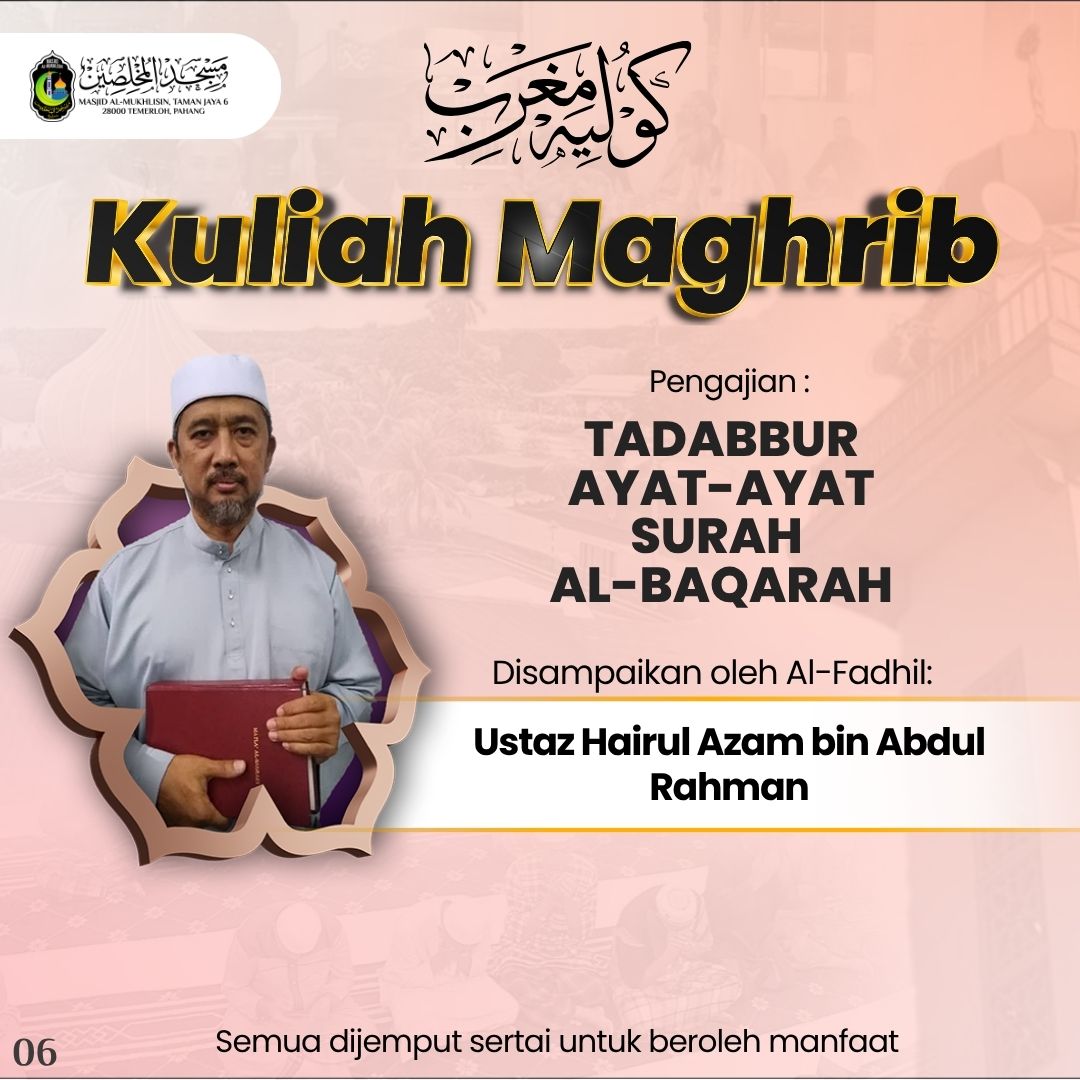 مسجد المخلصين
MASJID AL-MUKHLISIN, TAMAN JAYA 6
28000 TEMERLOH, PAHANG
كولیه مغرب
Kuliah Maghrib
Pengajian :
TADABBUR
AYAT-AYAT
SURAH
AL-BAQARAH
Disampaikan oleh Al-Fadhil:
Ustaz Hairul Azam bin Abdul
Rahman
Semua dijemput sertai untuk beroleh manfaat
06